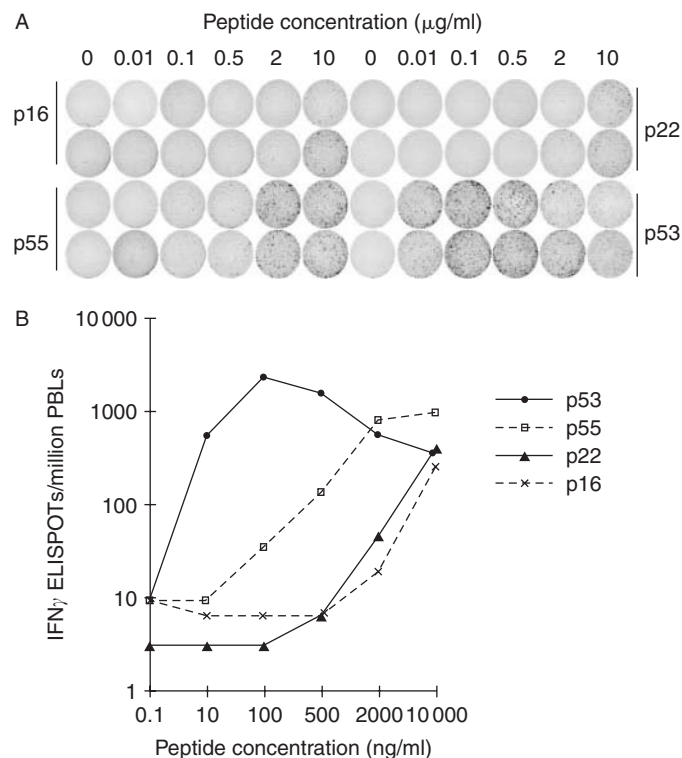 A
Peptide concentration (μg/ml)
0 0.01 0.1 0.5 2 10 0 0.01 0.1 0.5 2 10
p16
p22
p55
p53
B
10 000
1000
100
10
1
IFNγ ELISPOTs/million PBLs
0.1 10 100 500 2000 10 000
Peptide concentration (ng/ml)
p53
p55
p22
p16